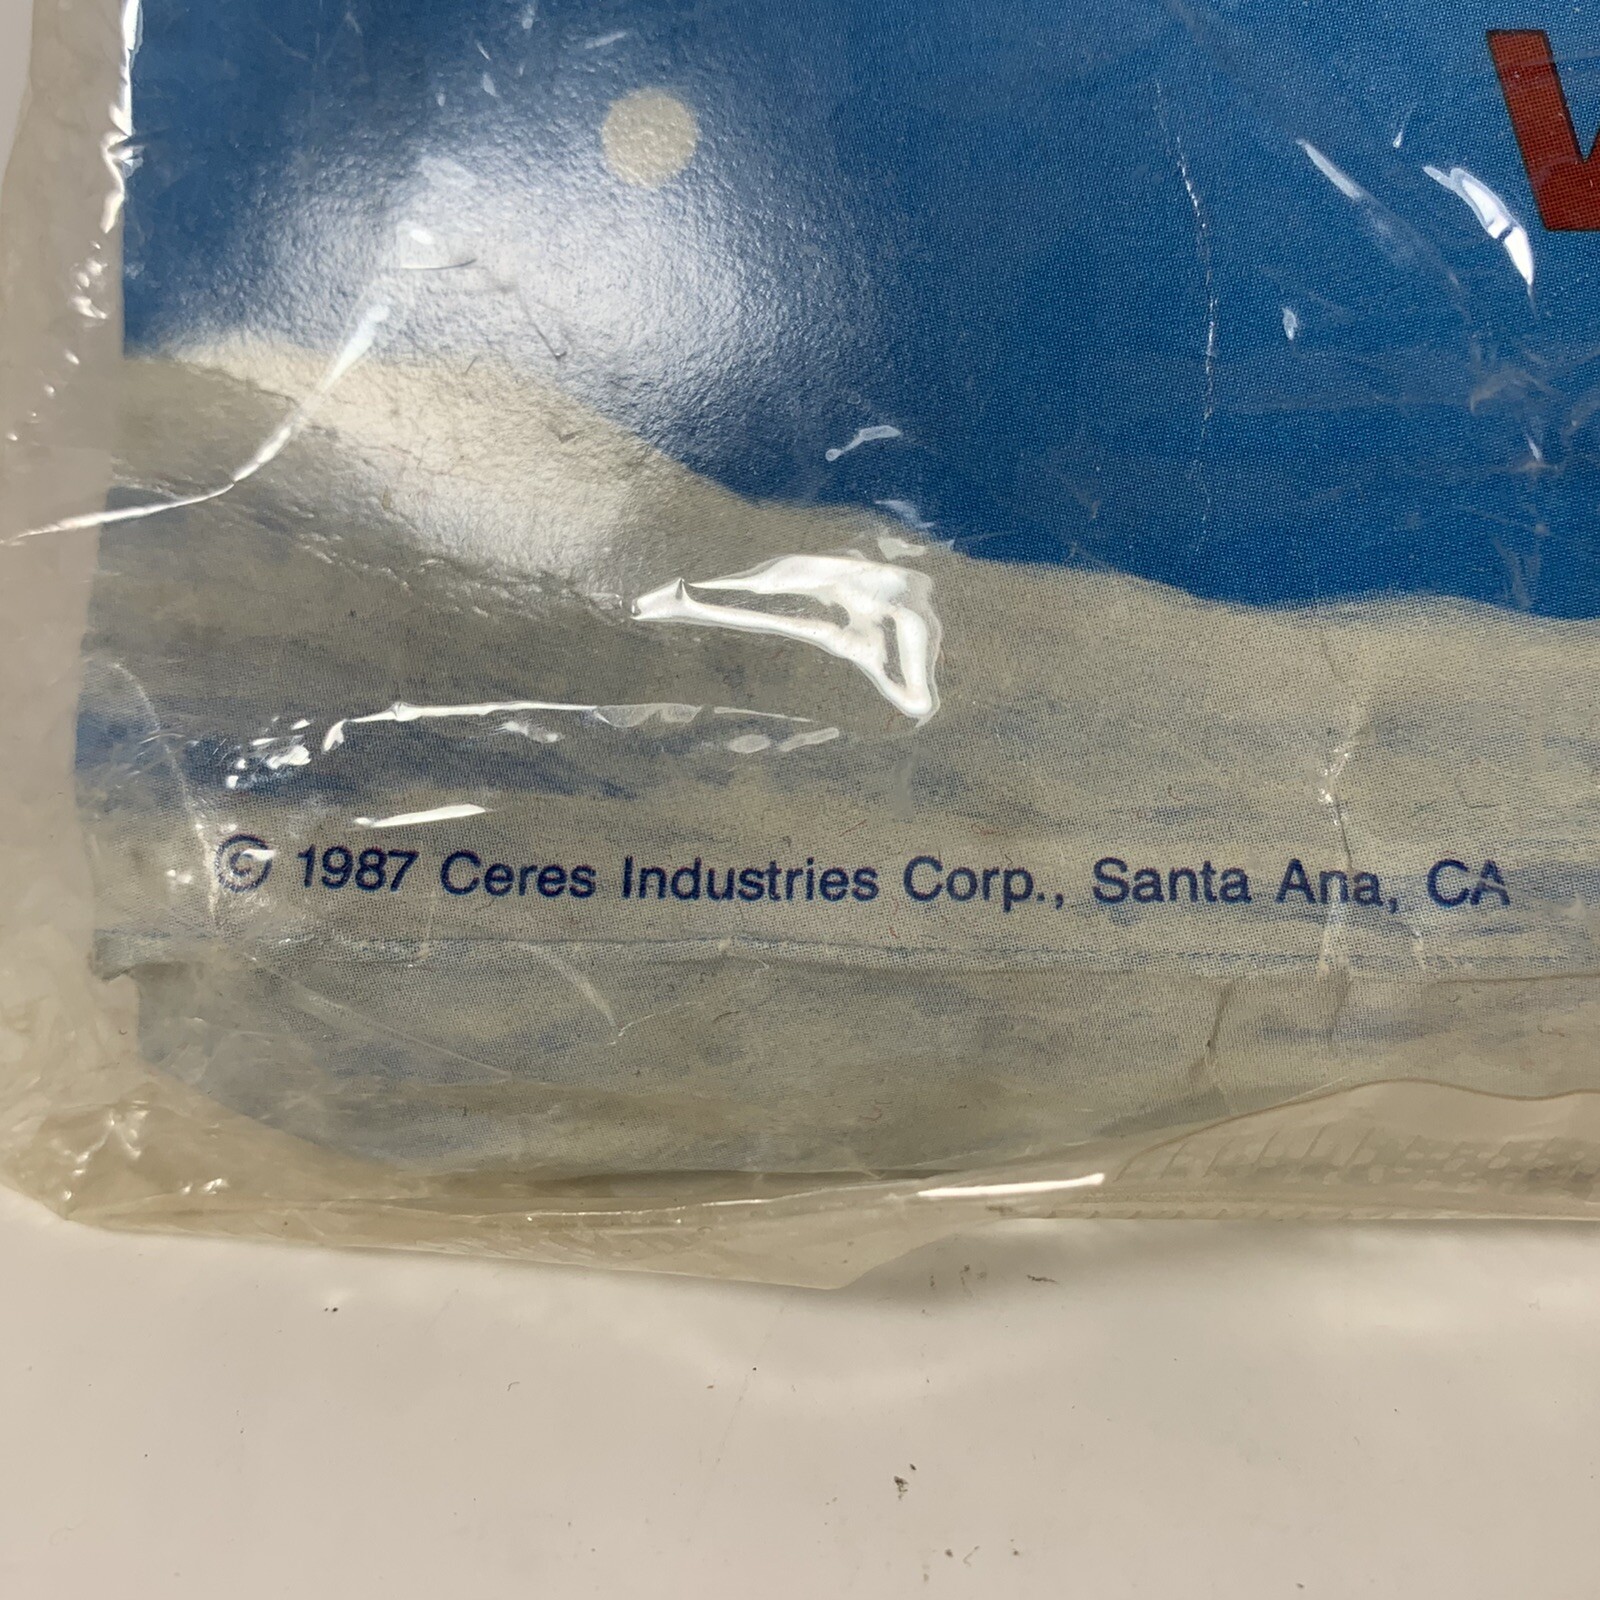 © 1987 Ceres Industries Corp., Santa Ana, CA